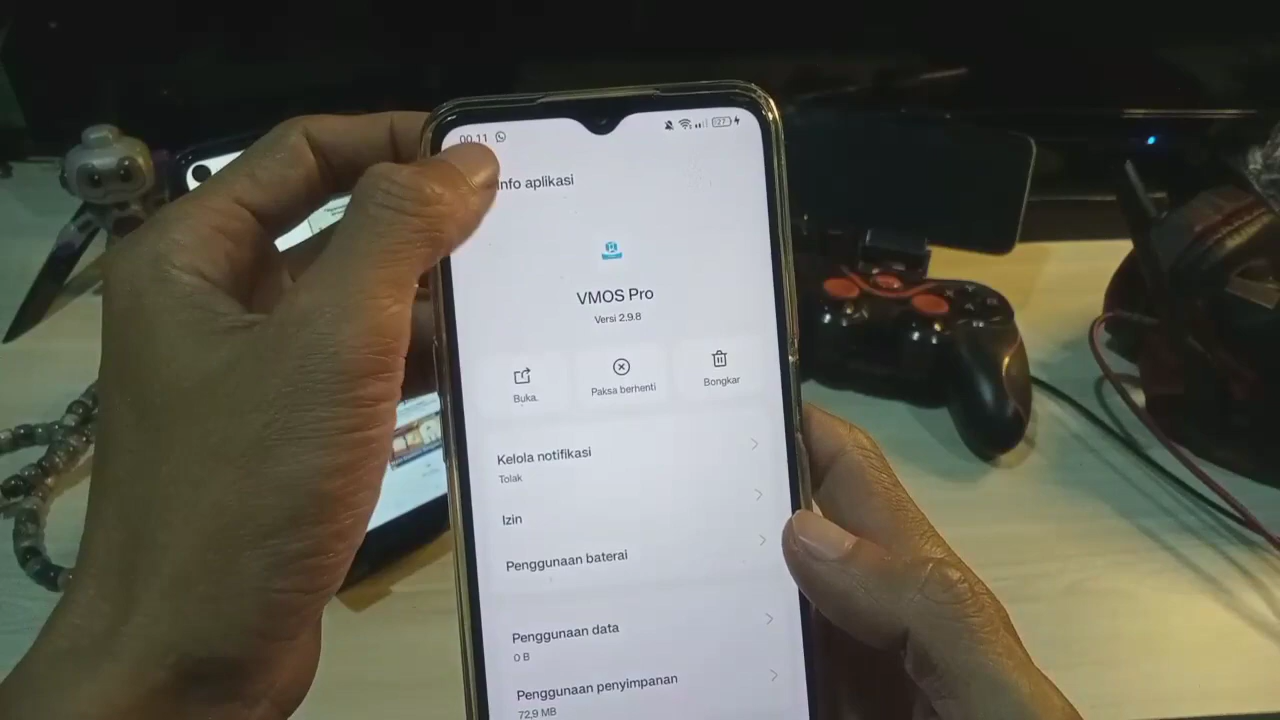 00.11
27
Info aplikasi
VMOS Pro
Versi 2.9.8
Buka
Paksa berhenti
Bongkar
Kelola notifikasi
Tolak
Izin
Penggunaan baterai
Penggunaan data
0 B
Penggunaan penyimpanan
72,9 MB